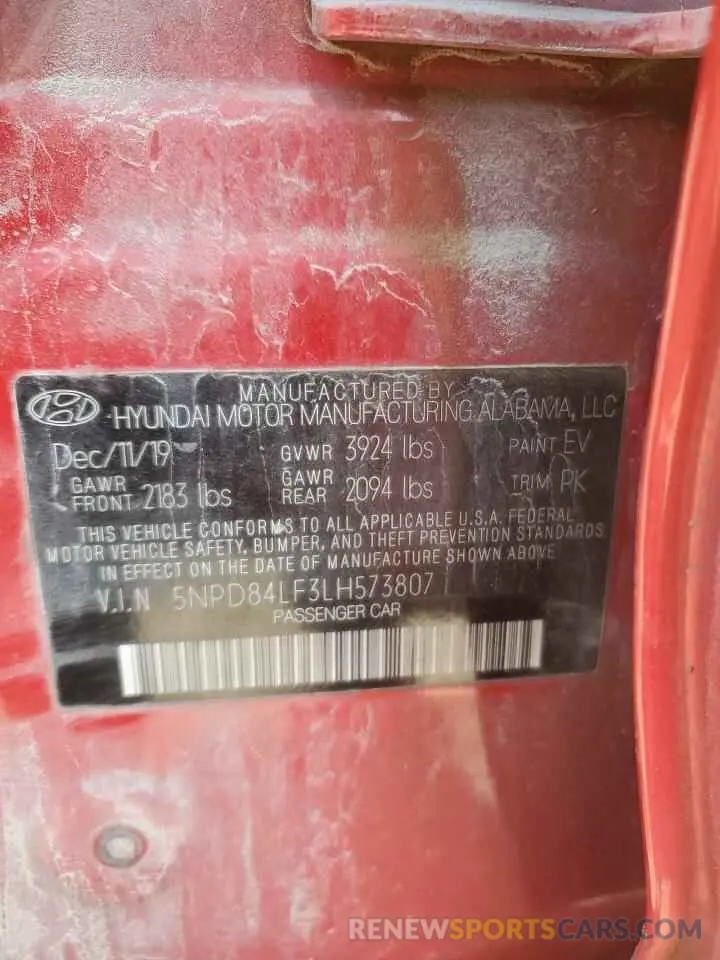 MANUFACTURED BY
HYUNDAI MOTOR MANUFACTURING ALABAMA, LLC
Dec/11/19 GVWR 3924 lbs PAINT EV
GAWR FRONT 2183 lbs GAWR REAR 2094 lbs TRIM PK
THIS VEHICLE CONFORMS TO ALL APPLICABLE U.S.A. FEDERAL
MOTOR VEHICLE SAFETY, BUMPER, AND THEFT PREVENTION STANDARDS
IN EFFECT ON THE DATE OF MANUFACTURE SHOWN ABOVE
V.I.N 5NPD84LF3LH573807
PASSENGER CAR
RENEWSPORTSCARS.COM